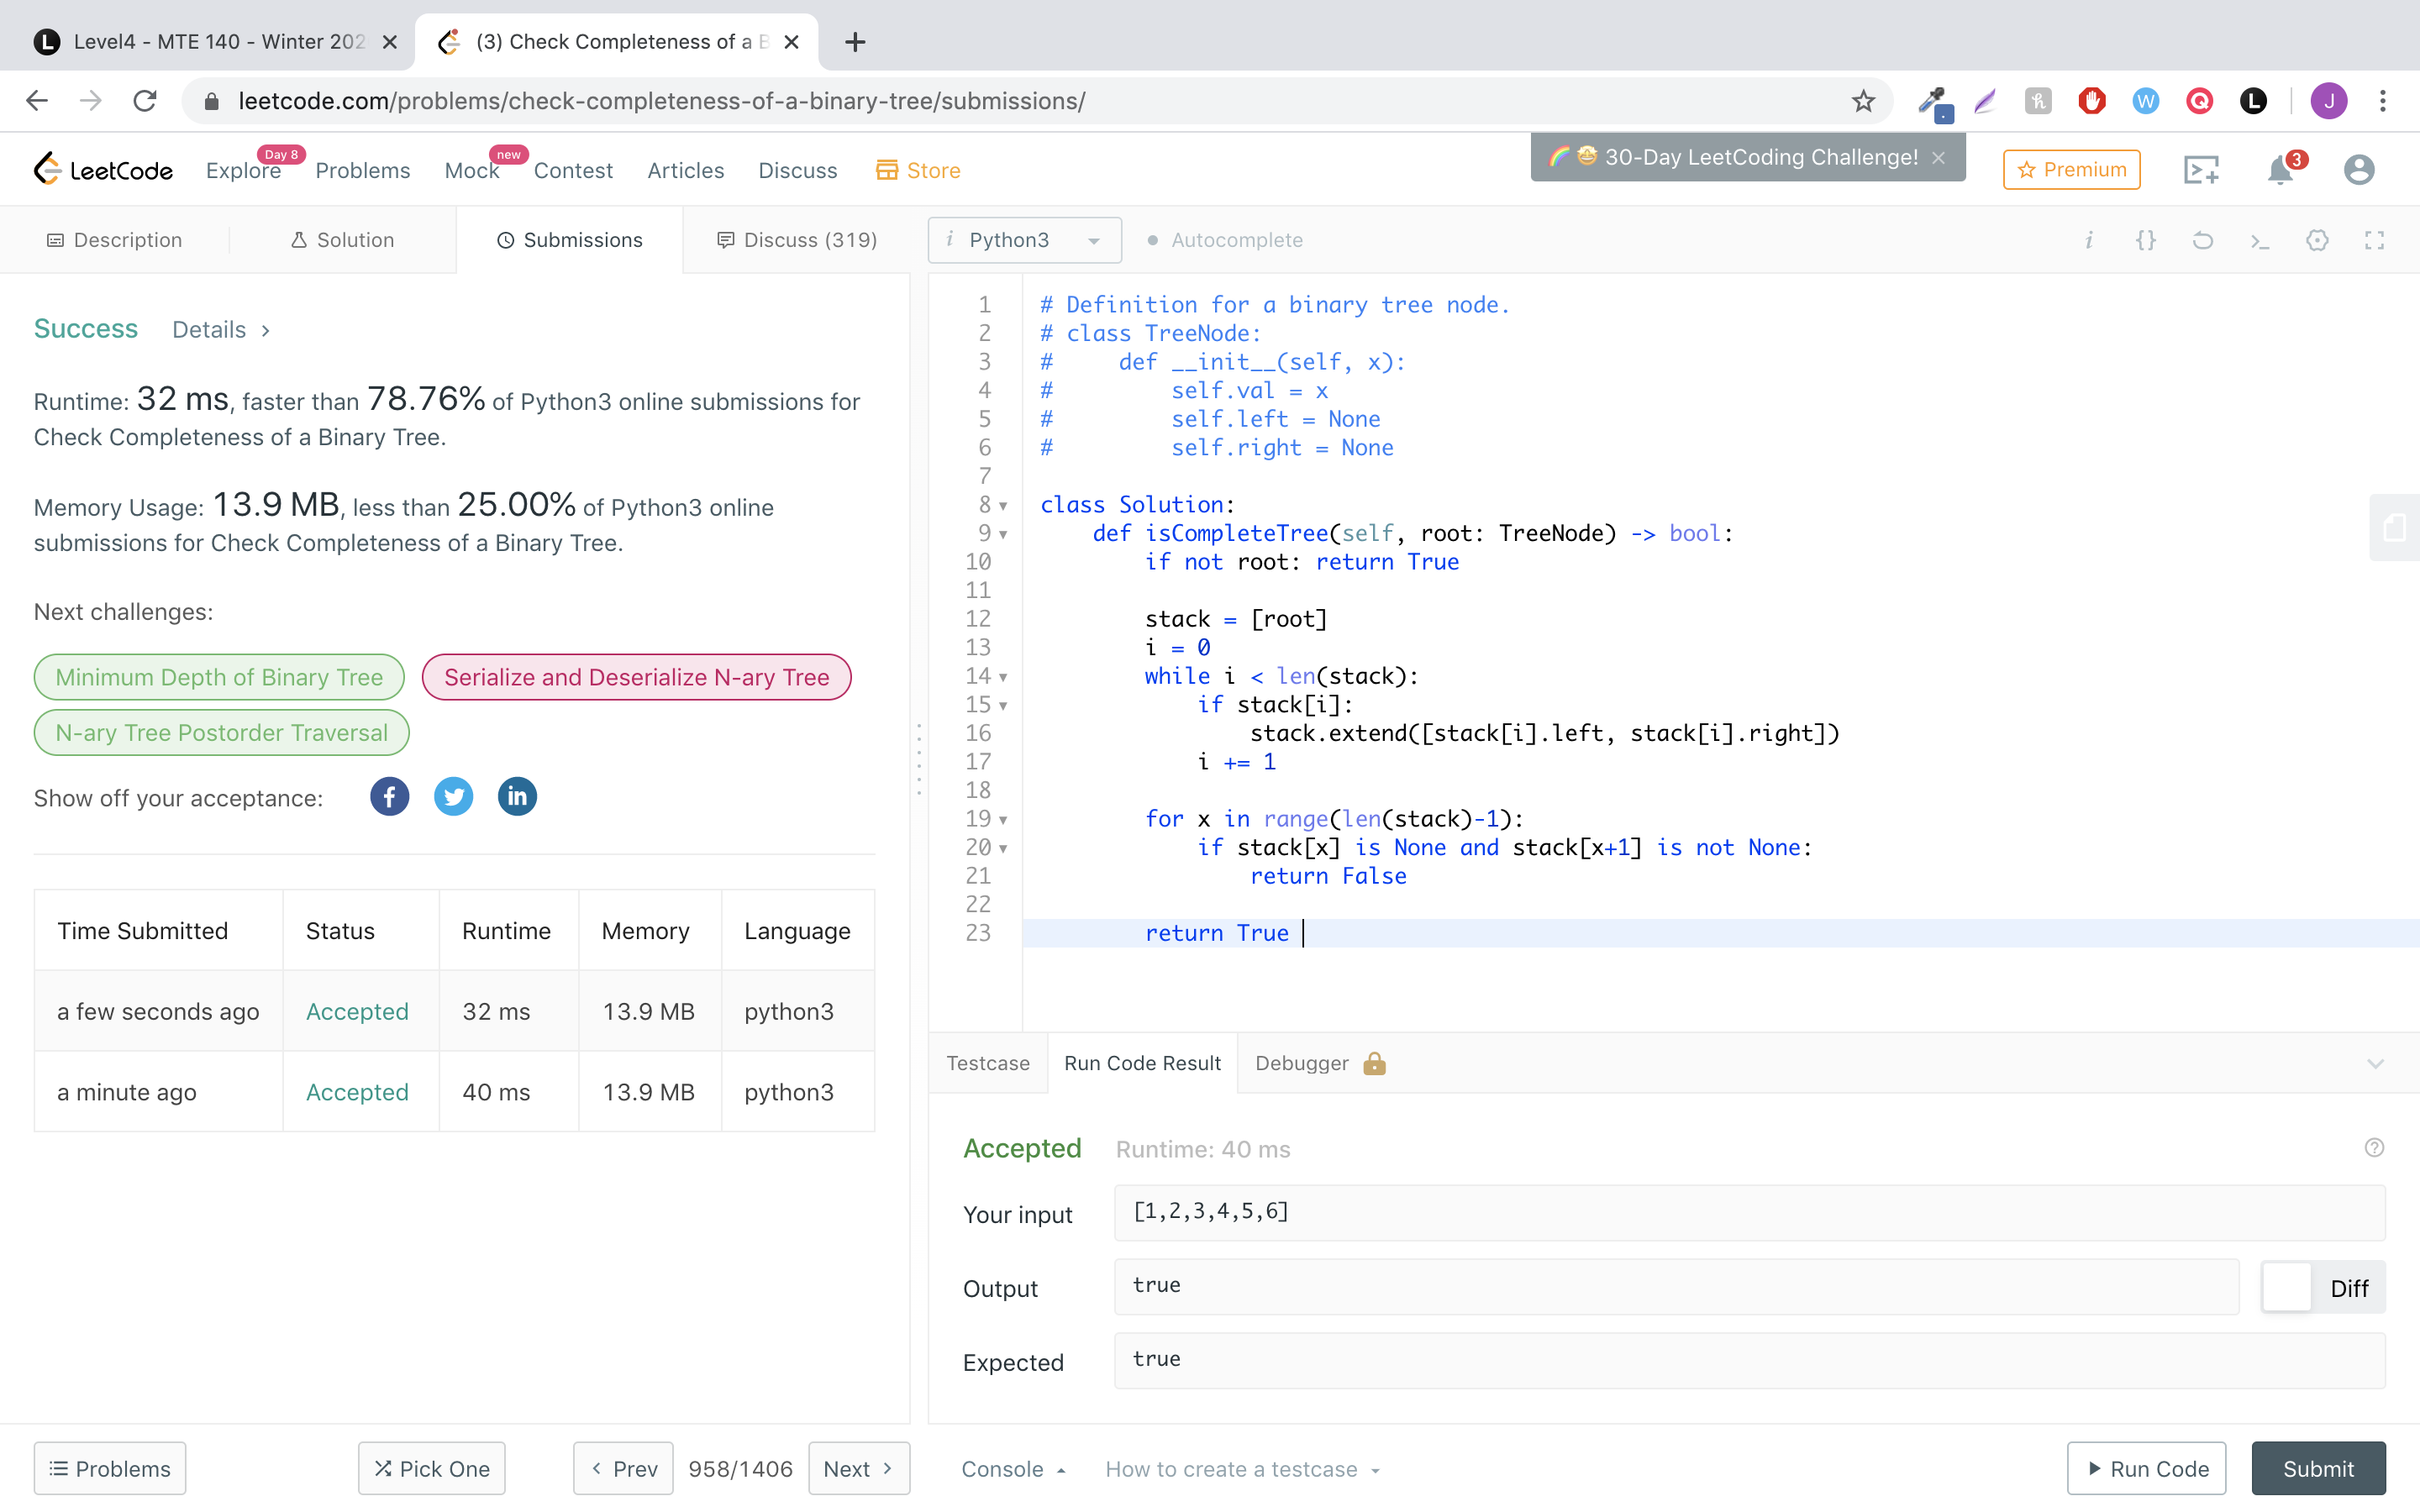 Level4 - MTE 140 - Winter 202
(3) Check Completeness of a B
leetcode.com/problems/check-completeness-of-a-binary-tree/submissions/
LeetCode
Explore Day 8
Problems
Mock new
Contest
Articles
Discuss
Store
🌈 🤩 30-Day LeetCoding Challenge!
Premium
3
J
Description
Solution
Submissions
Discuss (319)
i Python3
Autocomplete
Success Details
Runtime: 32 ms, faster than 78.76% of Python3 online submissions for
Check Completeness of a Binary Tree.
Memory Usage: 13.9 MB, less than 25.00% of Python3 online
submissions for Check Completeness of a Binary Tree.
Next challenges:
Minimum Depth of Binary Tree
Serialize and Deserialize N-ary Tree
N-ary Tree Postorder Traversal
Show off your acceptance:
Time Submitted Status Runtime Memory Language
a few seconds ago Accepted 32 ms 13.9 MB python3
a minute ago Accepted 40 ms 13.9 MB python3
1 # Definition for a binary tree node.
2 # class TreeNode:
3 #     def __init__(self, x):
4 #         self.val = x
5 #         self.left = None
6 #         self.right = None
7
8 class Solution:
9     def isCompleteTree(self, root: TreeNode) -> bool:
10         if not root: return True
11
12         stack = [root]
13         i = 0
14         while i < len(stack):
15             if stack[i]:
16                 stack.extend([stack[i].left, stack[i].right])
17             i += 1
18
19         for x in range(len(stack)-1):
20             if stack[x] is None and stack[x+1] is not None:
21                 return False
22
23         return True
Testcase
Run Code Result
Debugger
Accepted Runtime: 40 ms
Your input [1,2,3,4,5,6]
Output true
Diff
Expected true
Problems
Pick One
Prev
958/1406
Next
Console
How to create a testcase
Run Code
Submit